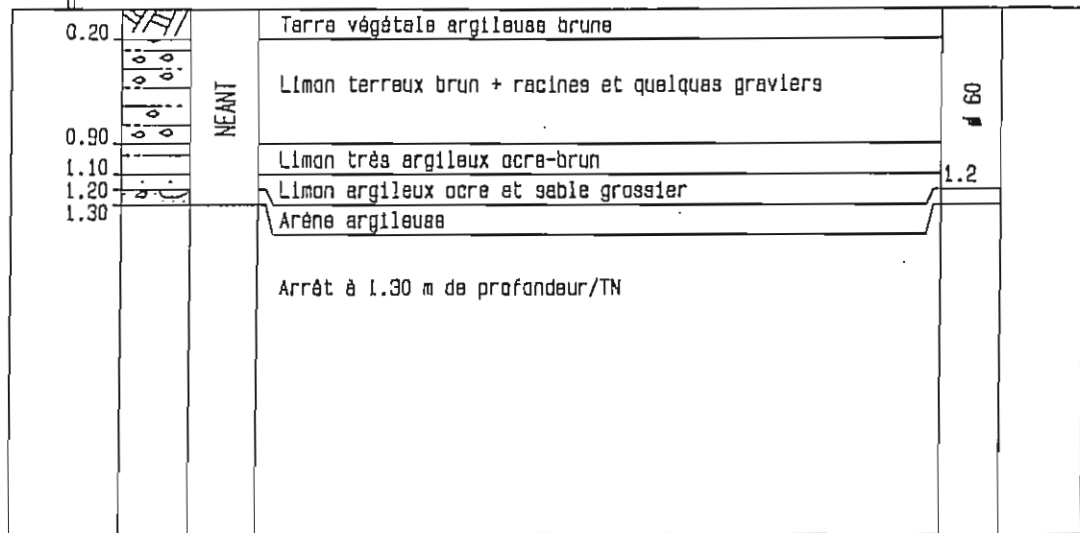 0.20
Terre végétale argileuse brune
NEANT
Limon terreux brun + racines et quelques graviers
60
0.90
Limon très argileux ocre-brun
1.10
1.2
1.20
Limon argileux ocre et sable grossier
1.30
Arène argileuse
Arrêt à 1.30 m de profondeur/TN